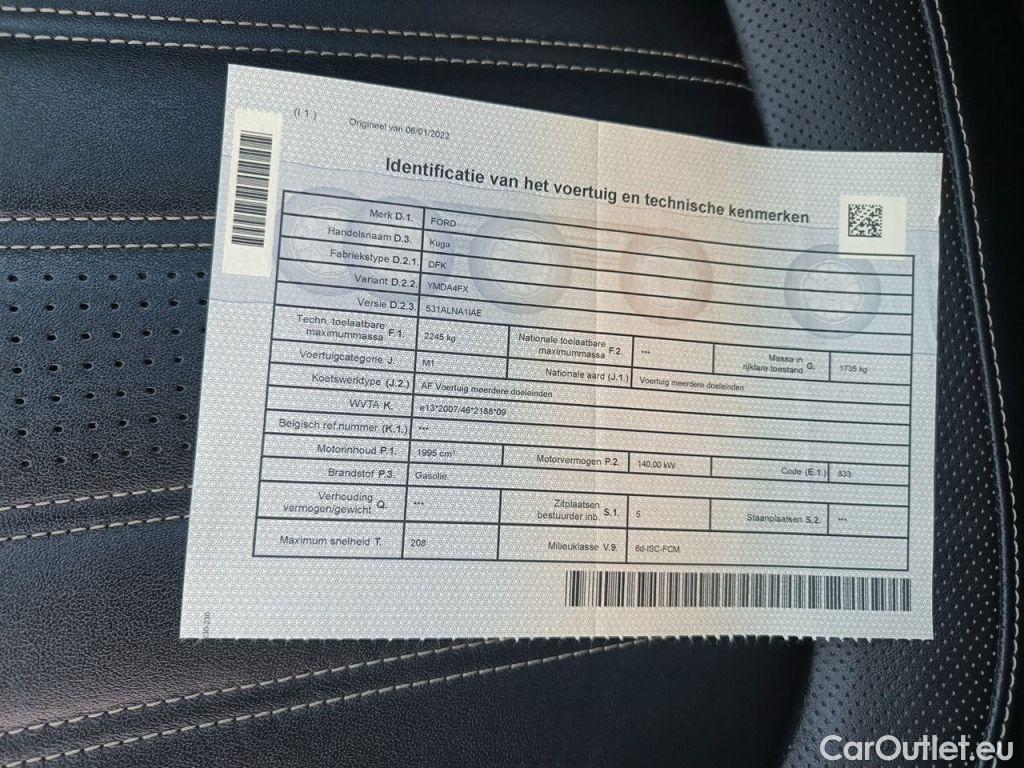 (I.1)
Origineel van 06/01/2022
Identificatie van het voertuig en technische kenmerken
Merk D.1. FORD
Handelsnaam D.3. Kuga
Fabriekstype D.2.1. DFK
Variant D.2.2. YMDA4FX
Versie D.2.3. 531ALNA1IAE
Techn. toelaatbare maximummassa F.1. 2245 kg Nationale toelaatbare maximummassa F.2. *** Massa in rijklare toestand G. 1735 kg
Voertuigcategorie J. M1 Nationale aard (J.1.) Voertuig meerdere doeleinden
Koetswerktype (J.2.) AF Voertuig meerdere doeleinden
WVTA K. e13*2007/46*2188*09
Belgisch ref.nummer (K.1.) ***
Motorinhoud P.1. 1995 cm³ Motorvermogen P.2. 140.00 kW Code (E.1.) 833
Brandstof P.3. Gasolie
Verhouding vermogen/gewicht Q. *** Zitplaatsen bestuurder inb. S.1. 5 Staanplaatsen S.2. ***
Maximum snelheid T. 208 Milieuklasse V.9. 6d-ISC-FCM
CarOutlet.eu